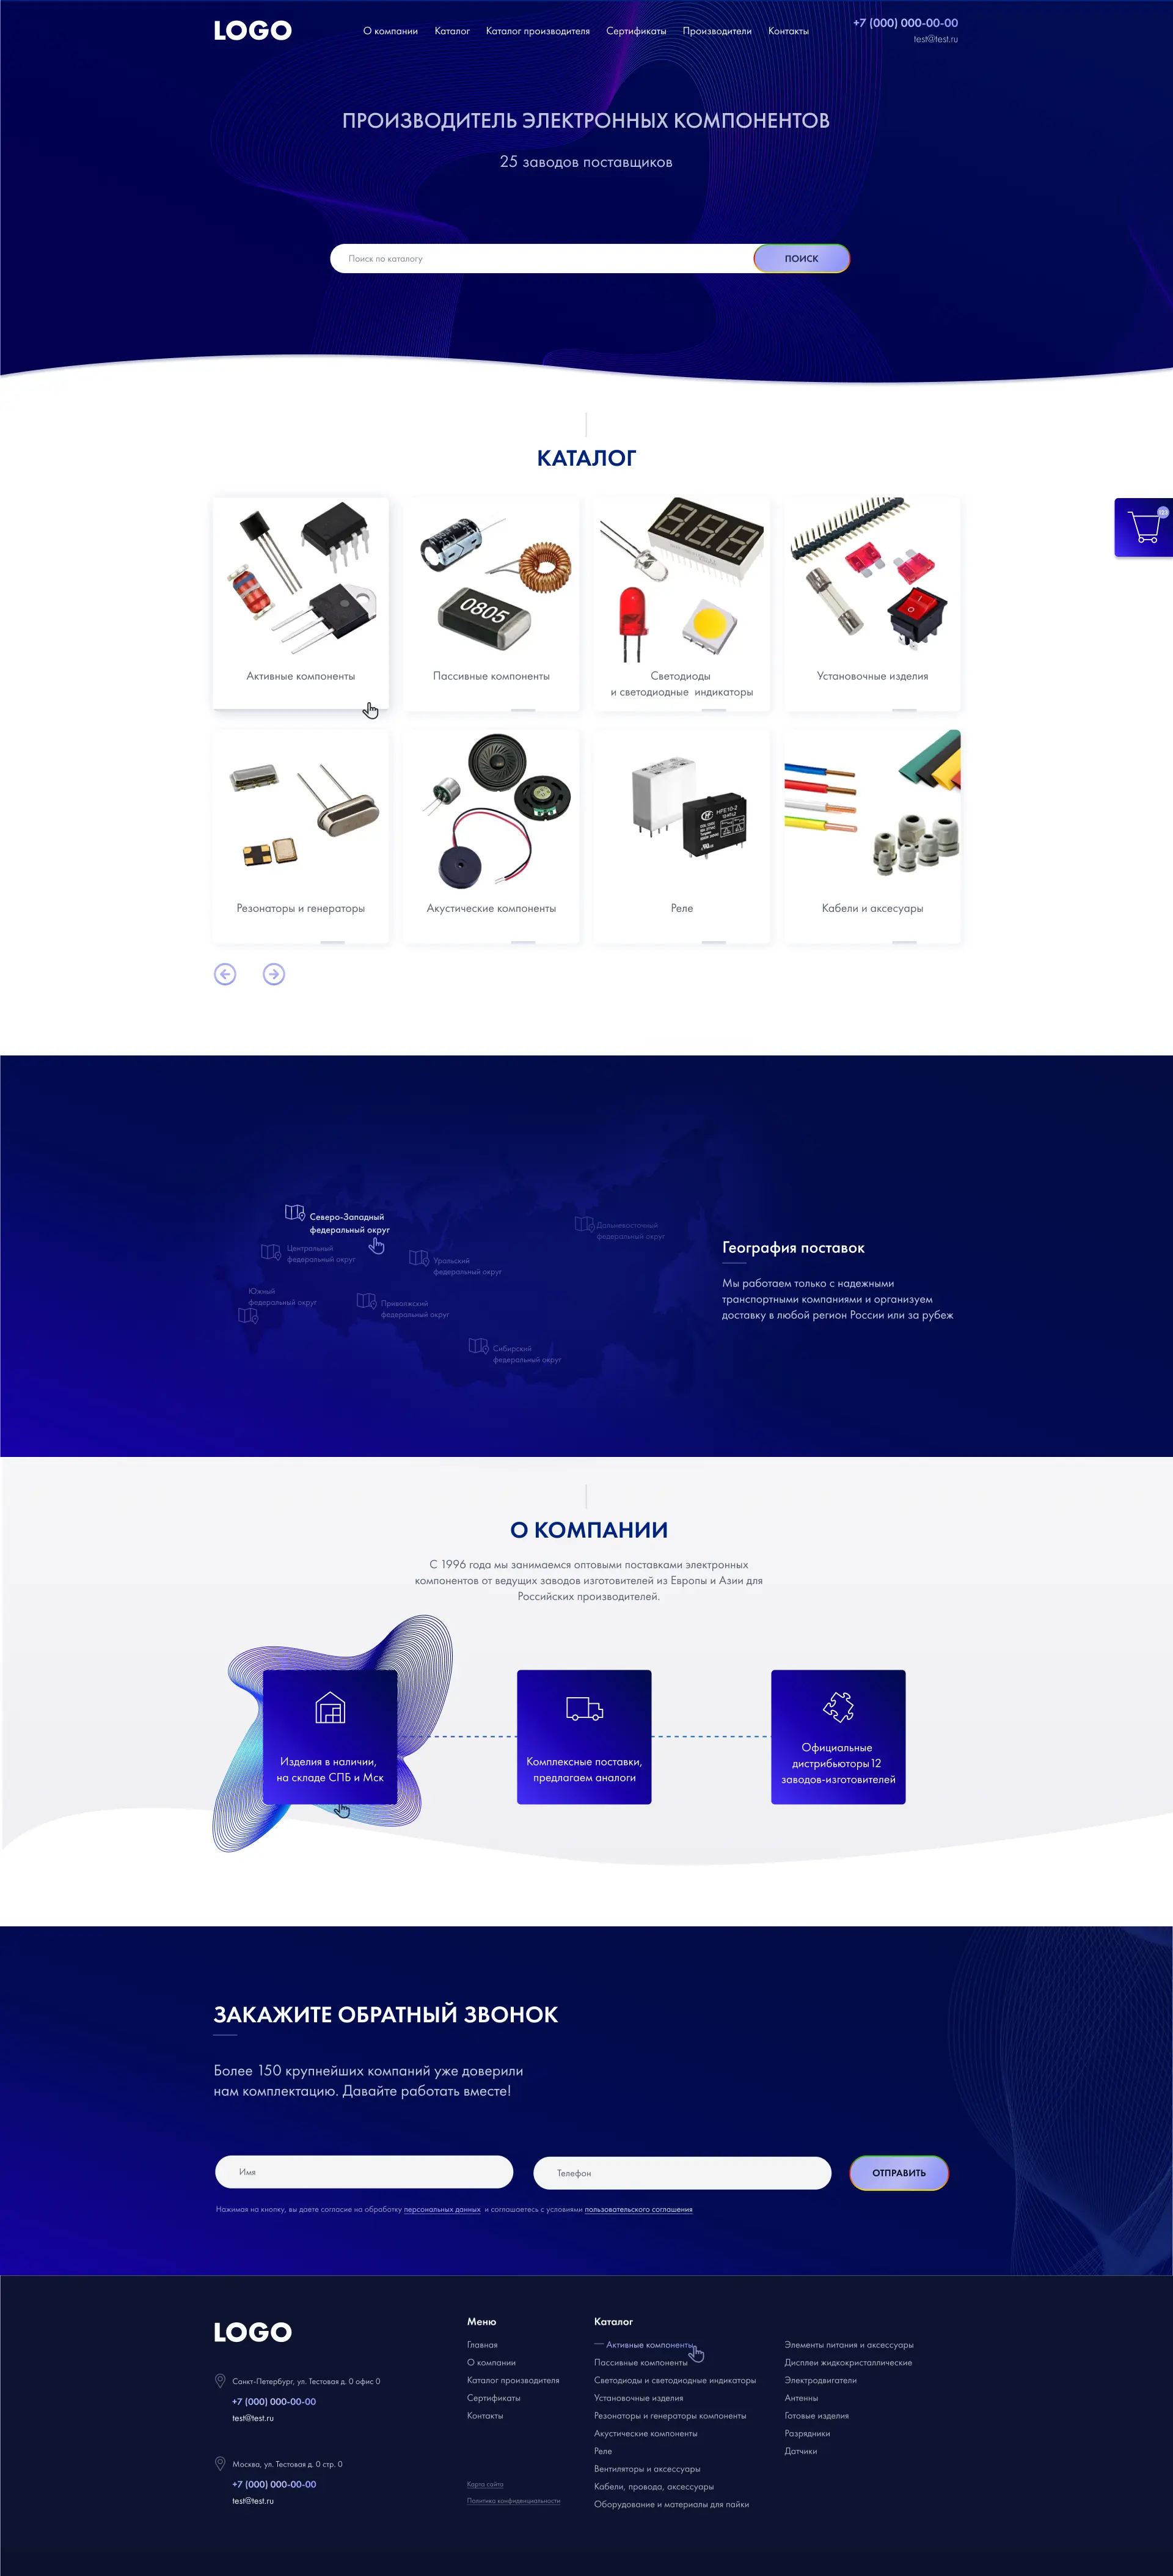 LOGO
О компании
Каталог
Каталог производителя
Сертификаты
Производители
Контакты
+7 (000) 000-00-00
test@test.ru
ПРОИЗВОДИТЕЛЬ ЭЛЕКТРОННЫХ КОМПОНЕНТОВ
25 заводов поставщиков
Поиск по каталогу
ПОИСК
КАТАЛОГ
0805
Активные компоненты
Пассивные компоненты
Светодиоды
и светодиодные индикаторы
Установочные изделия
HFE10-2
Резонаторы и генераторы
Акустические компоненты
Реле
Кабели и аксесуары
Северо-Западный
федеральный округ
Центральный
федеральный округ
Южный
федеральный округ
Уральский
федеральный округ
Приволжский
федеральный округ
Сибирский
федеральный округ
Дальневосточный
федеральный округ
География поставок
Мы работаем только с надежными
транспортными компаниями и организуем
доставку в любой регион России или за рубеж
О КОМПАНИИ
С 1996 года мы занимаемся оптовыми поставками электронных
компонентов от ведущих заводов изготовителей из Европы и Азии для
Российских производителей.
Изделия в наличии,
на складе СПБ и Мск
Комплексные поставки,
предлагаем аналоги
Официальные
дистрибьюторы12
заводов-изготовителей
ЗАКАЖИТЕ ОБРАТНЫЙ ЗВОНОК
Более 150 крупнейших компаний уже доверили
нам комплектацию. Давайте работать вместе!
Имя
Телефон
ОТПРАВИТЬ
Нажимая на кнопку, вы даете согласие на обработку персональных данных и соглашаетесь с условиями пользовательского соглашения
LOGO
Санкт-Петербург, ул. Тестовая д. 0 офис 0
+7 (000) 000-00-00
test@test.ru
Москва, ул. Тестовая д. 0 стр. 0
+7 (000) 000-00-00
test@test.ru
Меню
Главная
О компании
Каталог производителя
Сертификаты
Контакты
Карта сайта
Политика конфиденциальности
Каталог
— Активные компоненты
Пассивные компоненты
Светодиоды и светодиодные индикаторы
Установочные изделия
Резонаторы и генераторы компоненты
Акустические компоненты
Реле
Вентиляторы и аксессуары
Кабели, провода, аксессуары
Оборудование и материалы для пайки
Элементы питания и аксессуары
Дисплеи жидкокристаллические
Электродвигатели
Антенны
Готовые изделия
Разрядники
Датчики